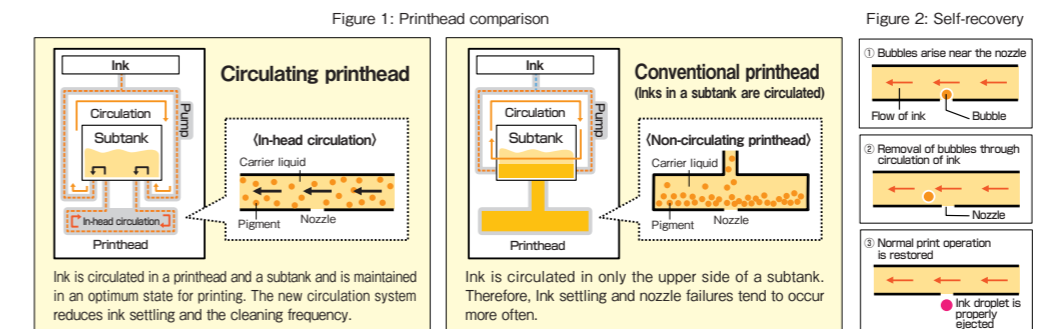 Figure 1: Printhead comparison
Ink
Circulating printhead
Circulation
Pump
Subtank
〈In-head circulation〉
Carrier liquid
In-head circulation
Pigment
Nozzle
Printhead
Ink is circulated in a printhead and a subtank and is maintained
in an optimum state for printing. The new circulation system
reduces ink settling and the cleaning frequency.
Ink
Conventional printhead
(Inks in a subtank are circulated)
Circulation
Pump
Subtank
〈Non-circulating printhead〉
Carrier liquid
Pigment
Nozzle
Printhead
Ink is circulated in only the upper side of a subtank.
Therefore, Ink settling and nozzle failures tend to occur
more often.
Figure 2: Self-recovery
① Bubbles arise near the nozzle
Flow of ink
Bubble
② Removal of bubbles through
circulation of ink
Nozzle
③ Normal print operation
is restored
Ink droplet is
properly
ejected